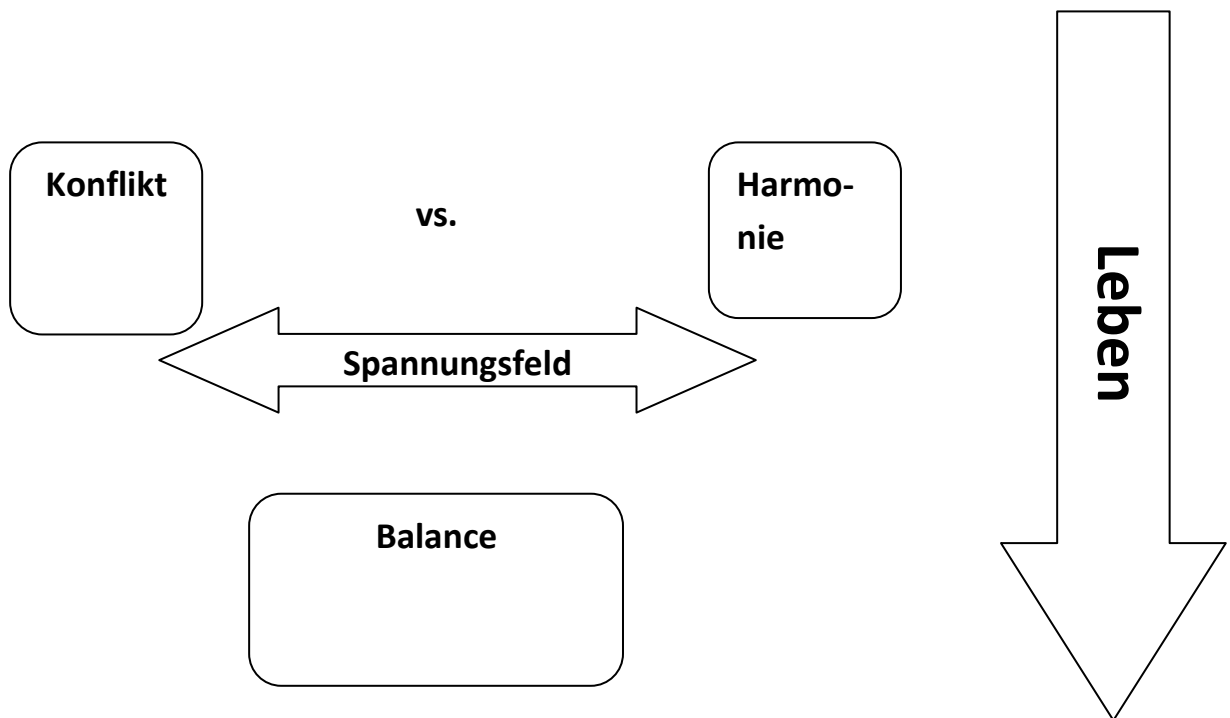 Konflikt
vs.
Harmo-
nie
Spannungsfeld
Balance
Leben